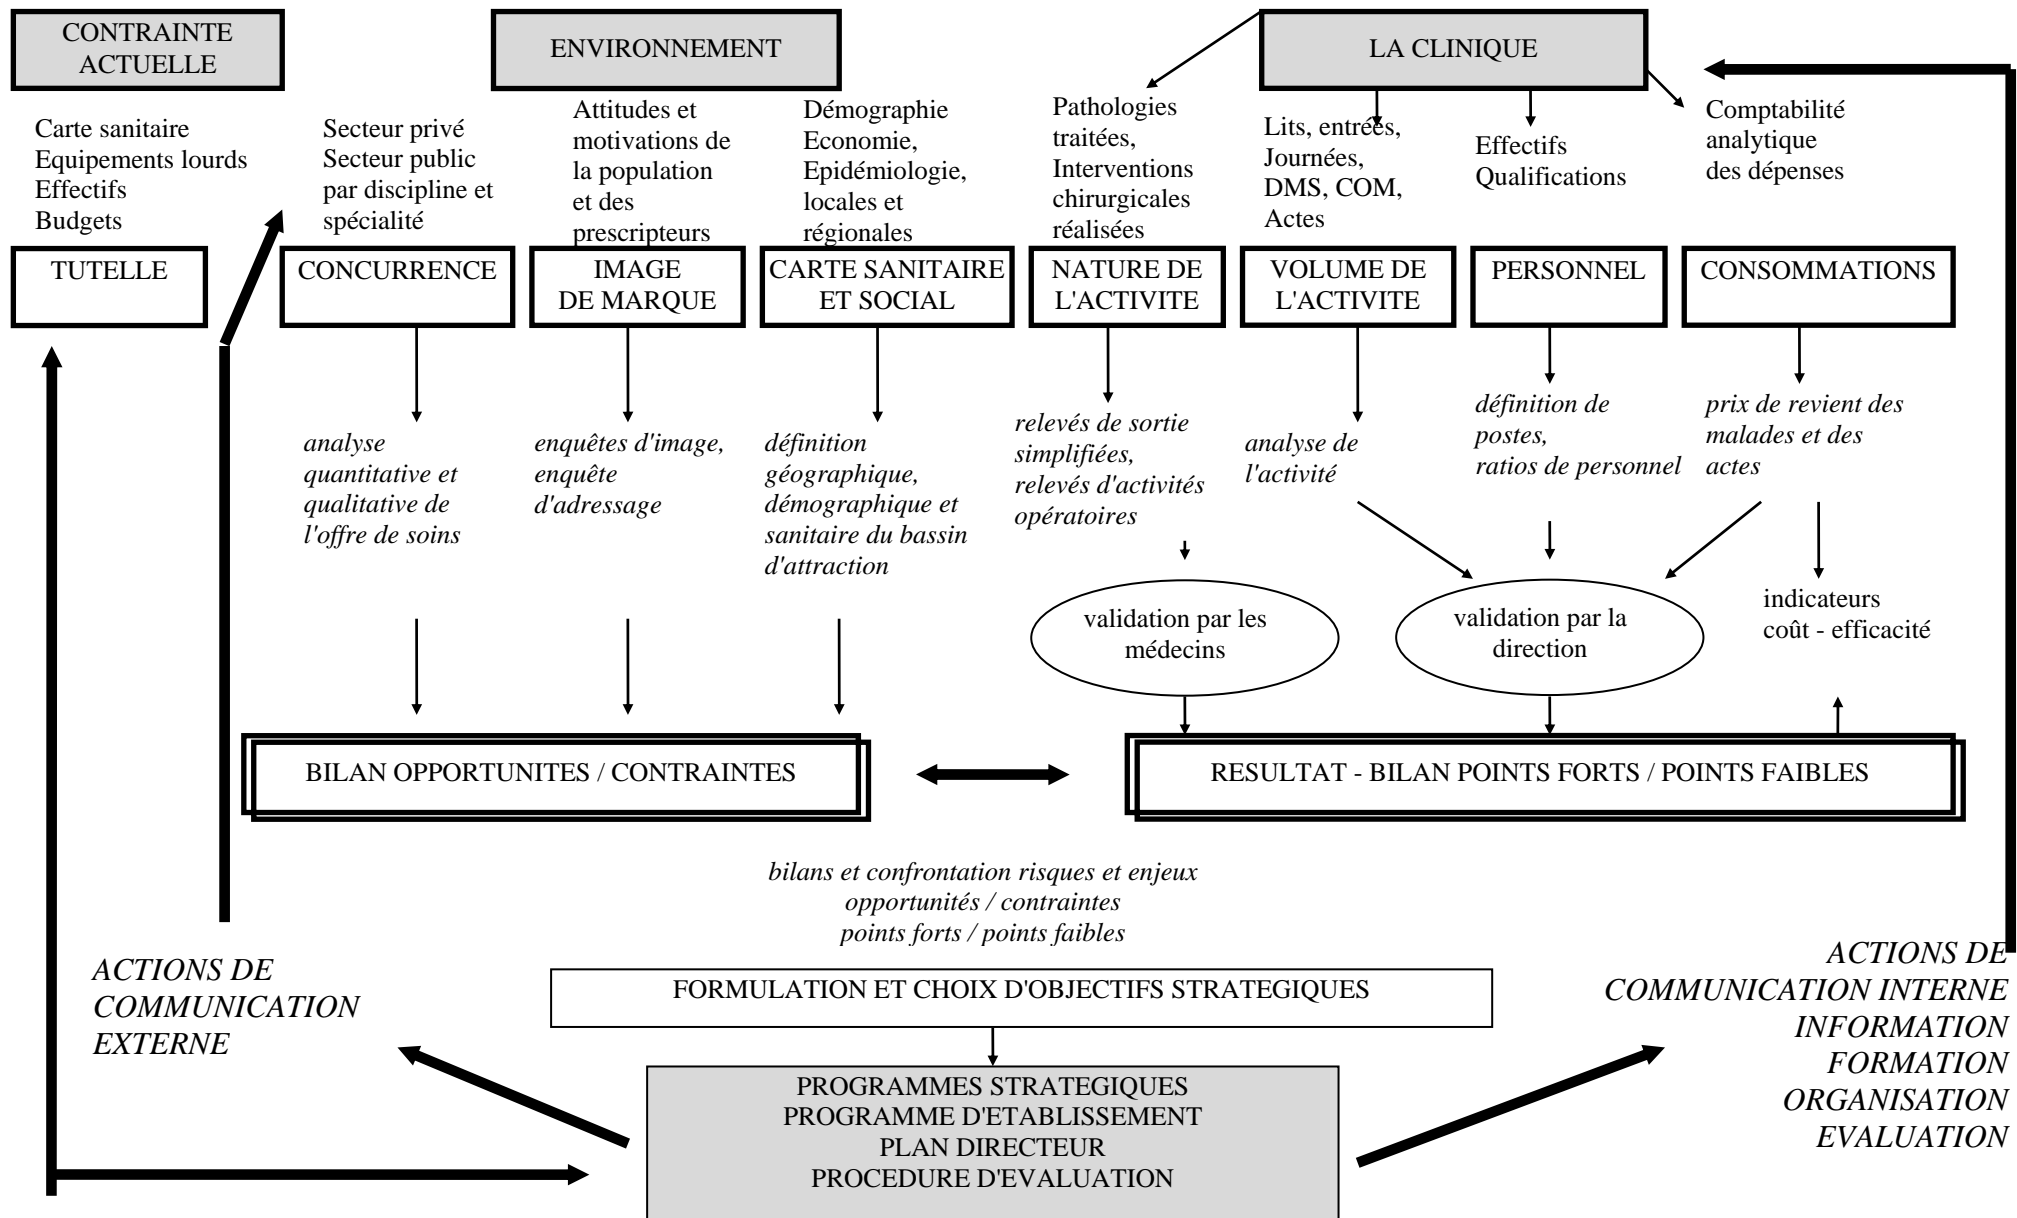 CONTRAINTE
ACTUELLE
ENVIRONNEMENT
LA CLINIQUE
Carte sanitaire
Equipements lourds
Effectifs
Budgets
Secteur privé
Secteur public
par discipline et
spécialité
Attitudes et
motivations de
la population
et des
prescripteurs
Démographie
Economie,
Epidémiologie,
locales et
régionales
Pathologies
traitées,
Interventions
chirurgicales
réalisées
Lits, entrées,
Journées,
DMS, COM,
Actes
Effectifs
Qualifications
Comptabilité
analytique
des dépenses
TUTELLE
CONCURRENCE
IMAGE
DE MARQUE
CARTE SANITAIRE
ET SOCIAL
NATURE DE
L'ACTIVITE
VOLUME DE
L'ACTIVITE
PERSONNEL
CONSOMMATIONS
analyse
quantitative et
qualitative de
l'offre de soins
enquêtes d'image,
enquête
d'adressage
définition
géographique,
démographique et
sanitaire du bassin
d'attraction
relevés de sortie
simplifiées,
relevés d'activités
opératoires
analyse de
l'activité
définition de
postes,
ratios de personnel
prix de revient des
malades et des
actes
validation par les
médecins
validation par la
direction
indicateurs
coût - efficacité
BILAN OPPORTUNITES / CONTRAINTES
RESULTAT - BILAN POINTS FORTS / POINTS FAIBLES
bilans et confrontation risques et enjeux
opportunités / contraintes
points forts / points faibles
ACTIONS DE
COMMUNICATION
EXTERNE
FORMULATION ET CHOIX D'OBJECTIFS STRATEGIQUES
ACTIONS DE
COMMUNICATION INTERNE
INFORMATION
FORMATION
ORGANISATION
EVALUATION
PROGRAMMES STRATEGIQUES
PROGRAMME D'ETABLISSEMENT
PLAN DIRECTEUR
PROCEDURE D'EVALUATION